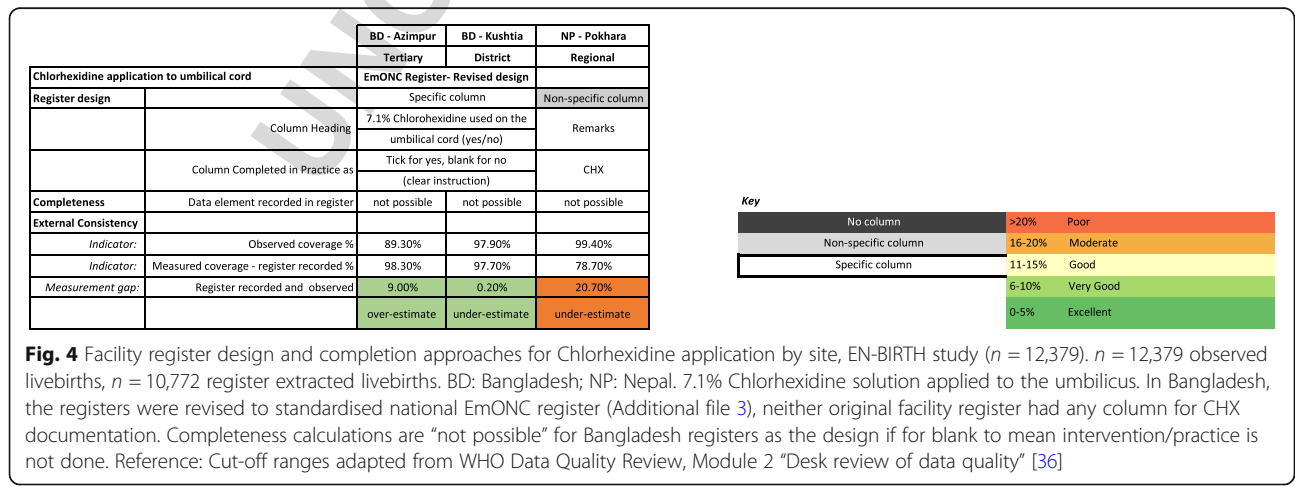 BD - Azimpur BD - Kushtia NP - Pokhara
Tertiary District Regional
Chlorhexidine application to umbilical cord EmONC Register- Revised design
Register design Specific column Non-specific column
Column Heading 7.1% Chlorohexidine used on the Remarks
umbilical cord (yes/no)
Column Completed in Practice as Tick for yes, blank for no CHX
(clear instruction)
Completeness Data element recorded in register not possible not possible not possible
External Consistency
Indicator: Observed coverage % 89.30% 97.90% 99.40%
Indicator: Measured coverage - register recorded % 98.30% 97.70% 78.70%
Measurement gap: Register recorded and observed 9.00% 0.20% 20.70%
over-estimate under-estimate under-estimate
Key
No column >20% Poor
Non-specific column 16-20% Moderate
Specific column 11-15% Good
6-10% Very Good
0-5% Excellent
UNC
Fig. 4 Facility register design and completion approaches for Chlorhexidine application by site, EN-BIRTH study (n = 12,379). n = 12,379 observed
livebirths, n = 10,772 register extracted livebirths. BD: Bangladesh; NP: Nepal. 7.1% Chlorhexidine solution applied to the umbilicus. In Bangladesh,
the registers were revised to standardised national EmONC register (Additional file 3), neither original facility register had any column for CHX
documentation. Completeness calculations are “not possible” for Bangladesh registers as the design if for blank to mean intervention/practice is
not done. Reference: Cut-off ranges adapted from WHO Data Quality Review, Module 2 “Desk review of data quality” [36]